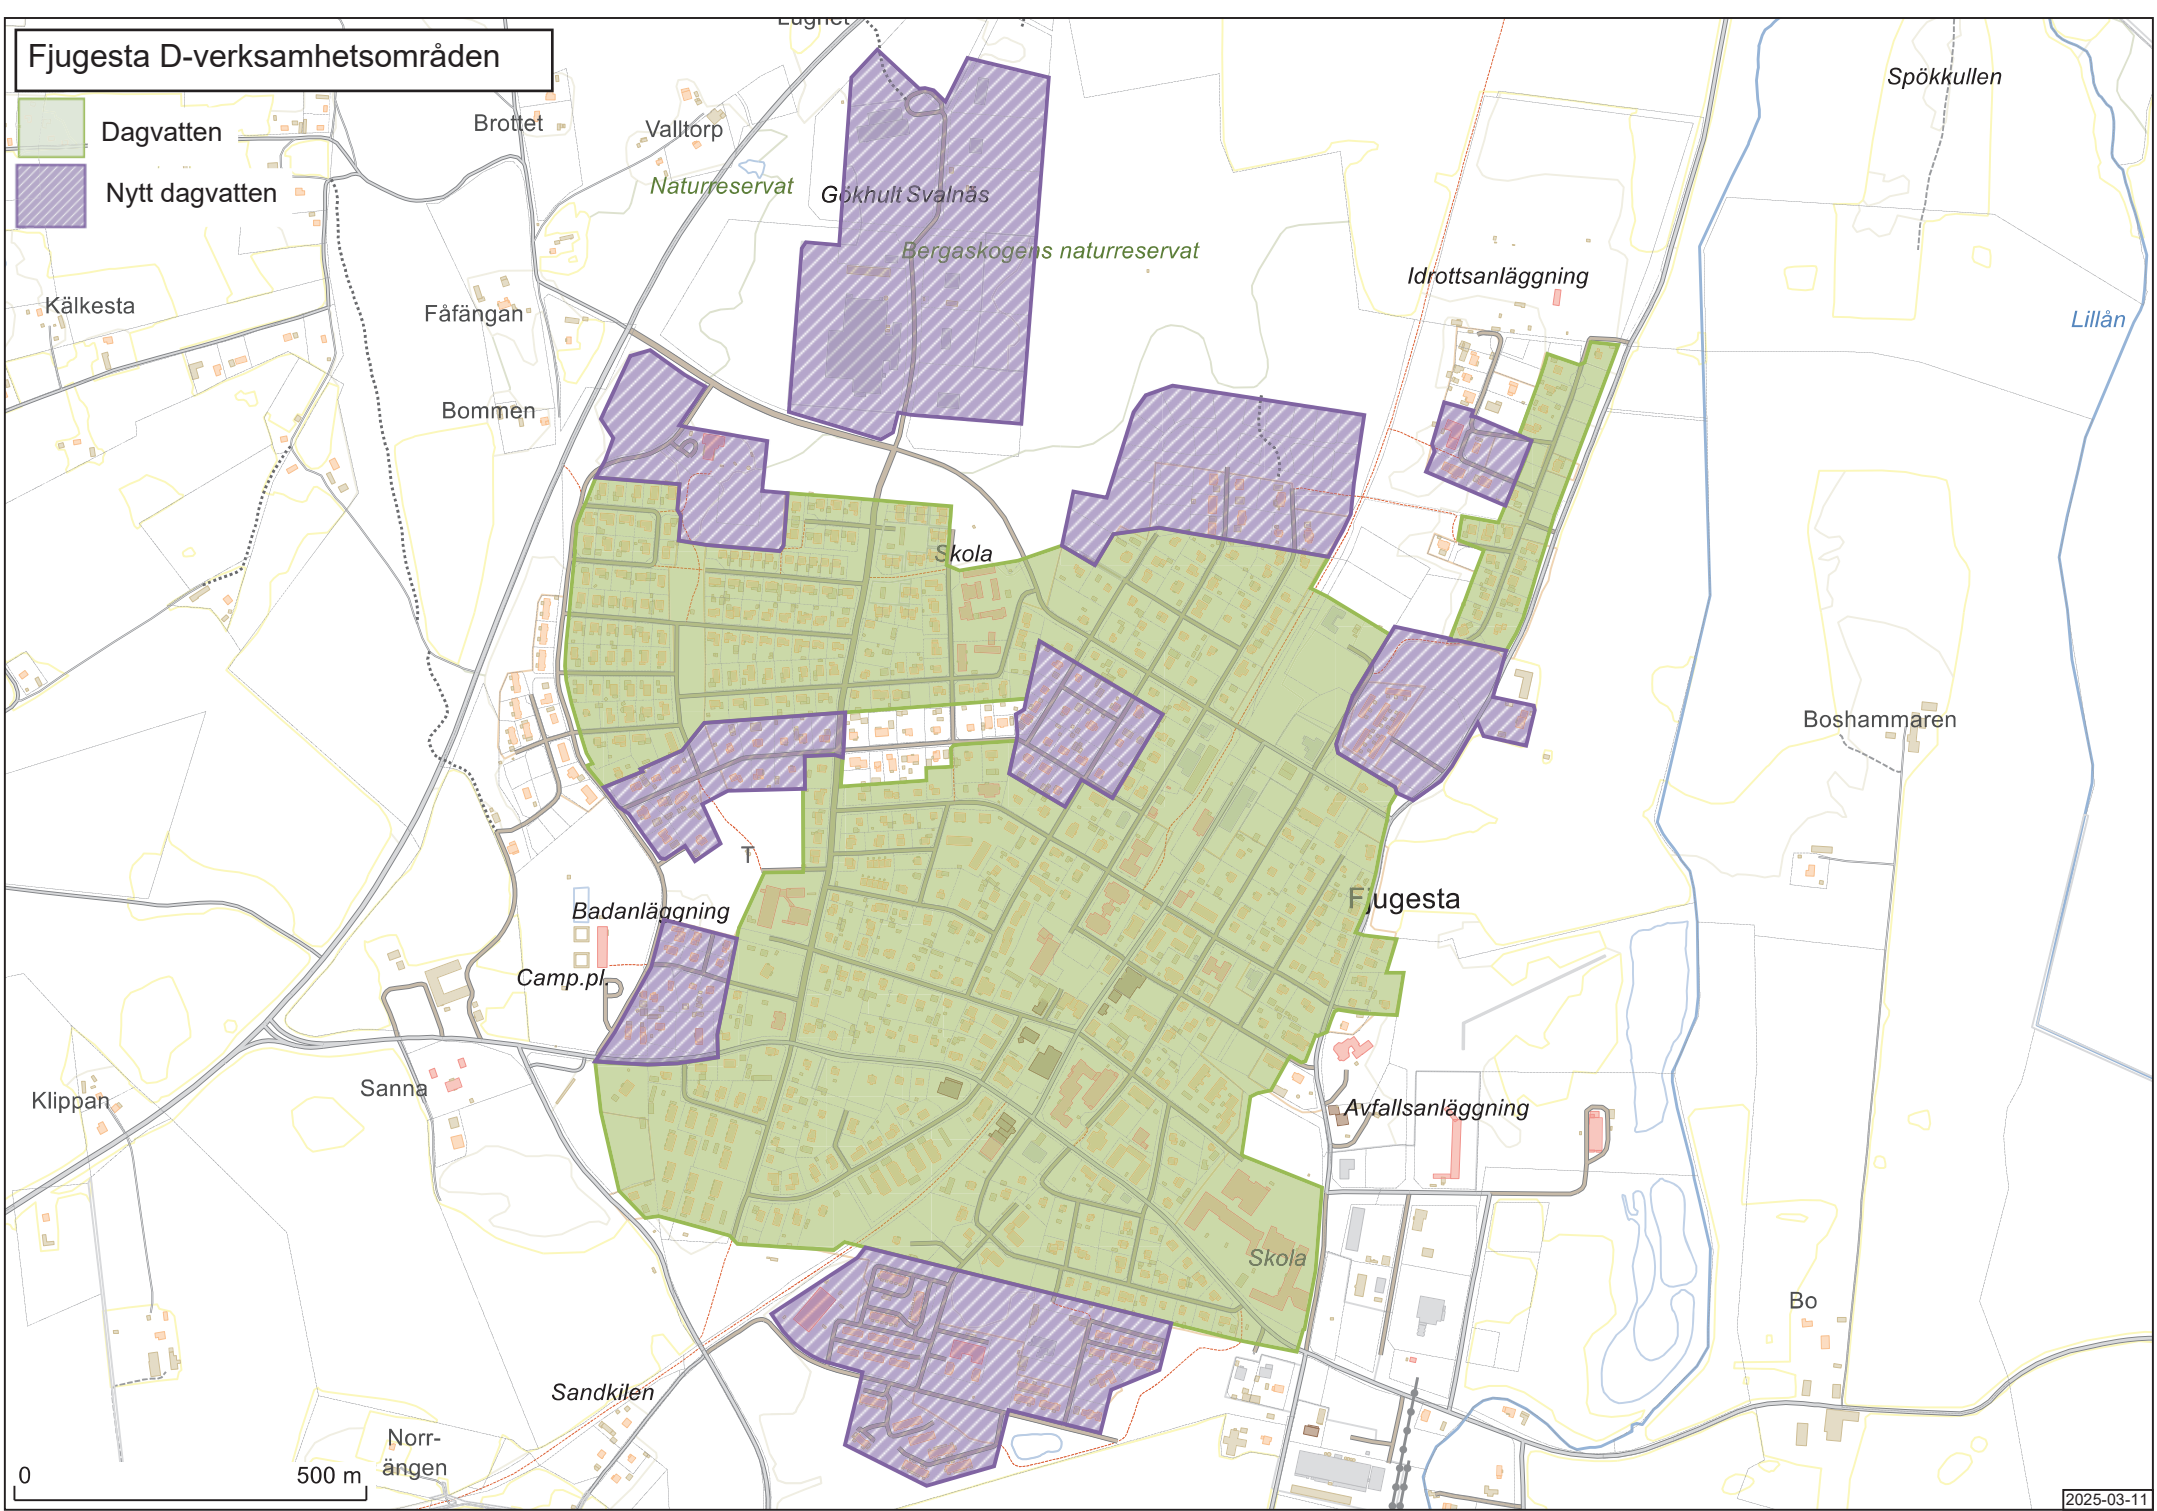 Lugnet
Fjugesta D-verksamhetsområden
Spökkullen
Dagvatten
Brottet
Valltorp
Nytt dagvatten
Naturreservat
Gökhult Svalnäs
Bergaskogens naturreservat
Idrottsanläggning
Kälkesta
Fåfängan
Lillån
Bommen
Skola
Boshammaren
T
Fjugesta
Badanläggning
Camp.pl.
Sanna
Klippan
Avfallsanläggning
Skola
Bo
Sandkilen
Norr-
ängen
0 500 m
2025-03-11